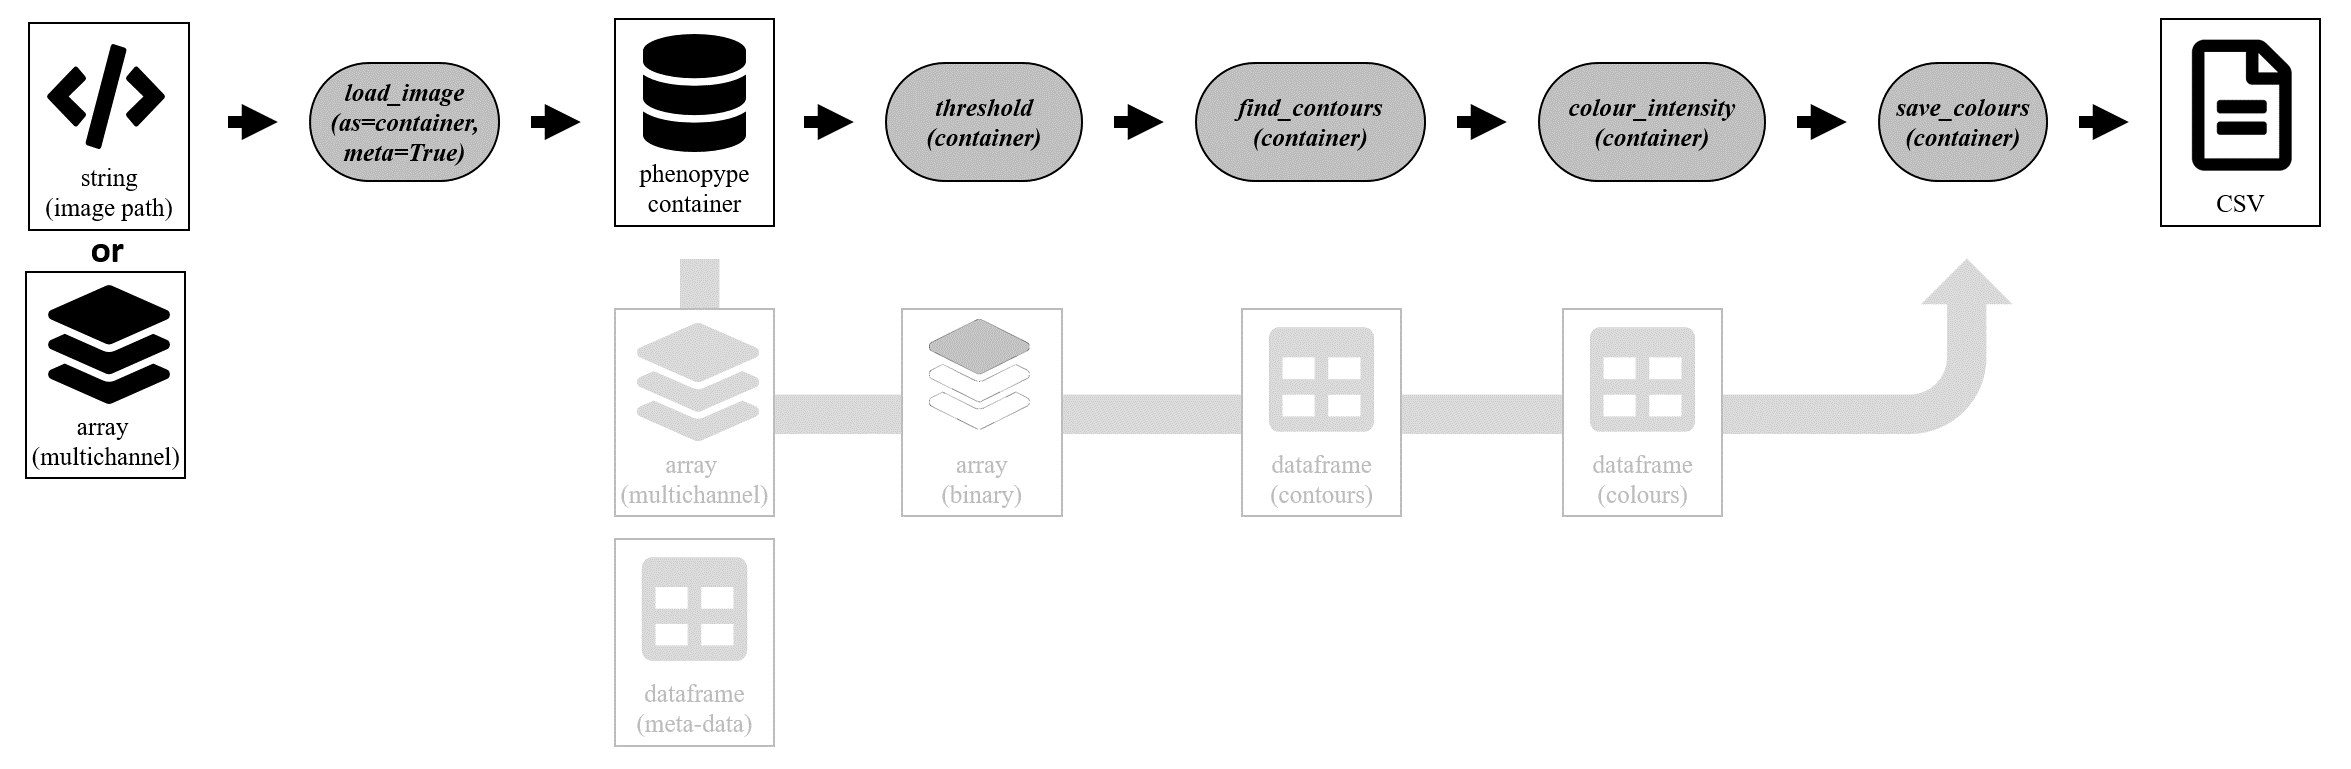 string
(image path)
or
array
(multichannel)
load_image
(as=container,
meta=True)
phenopype
container
threshold
(container)
find_contours
(container)
colour_intensity
(container)
save_colours
(container)
CSV
array
(multichannel)
array
(binary)
dataframe
(contours)
dataframe
(colours)
dataframe
(meta-data)